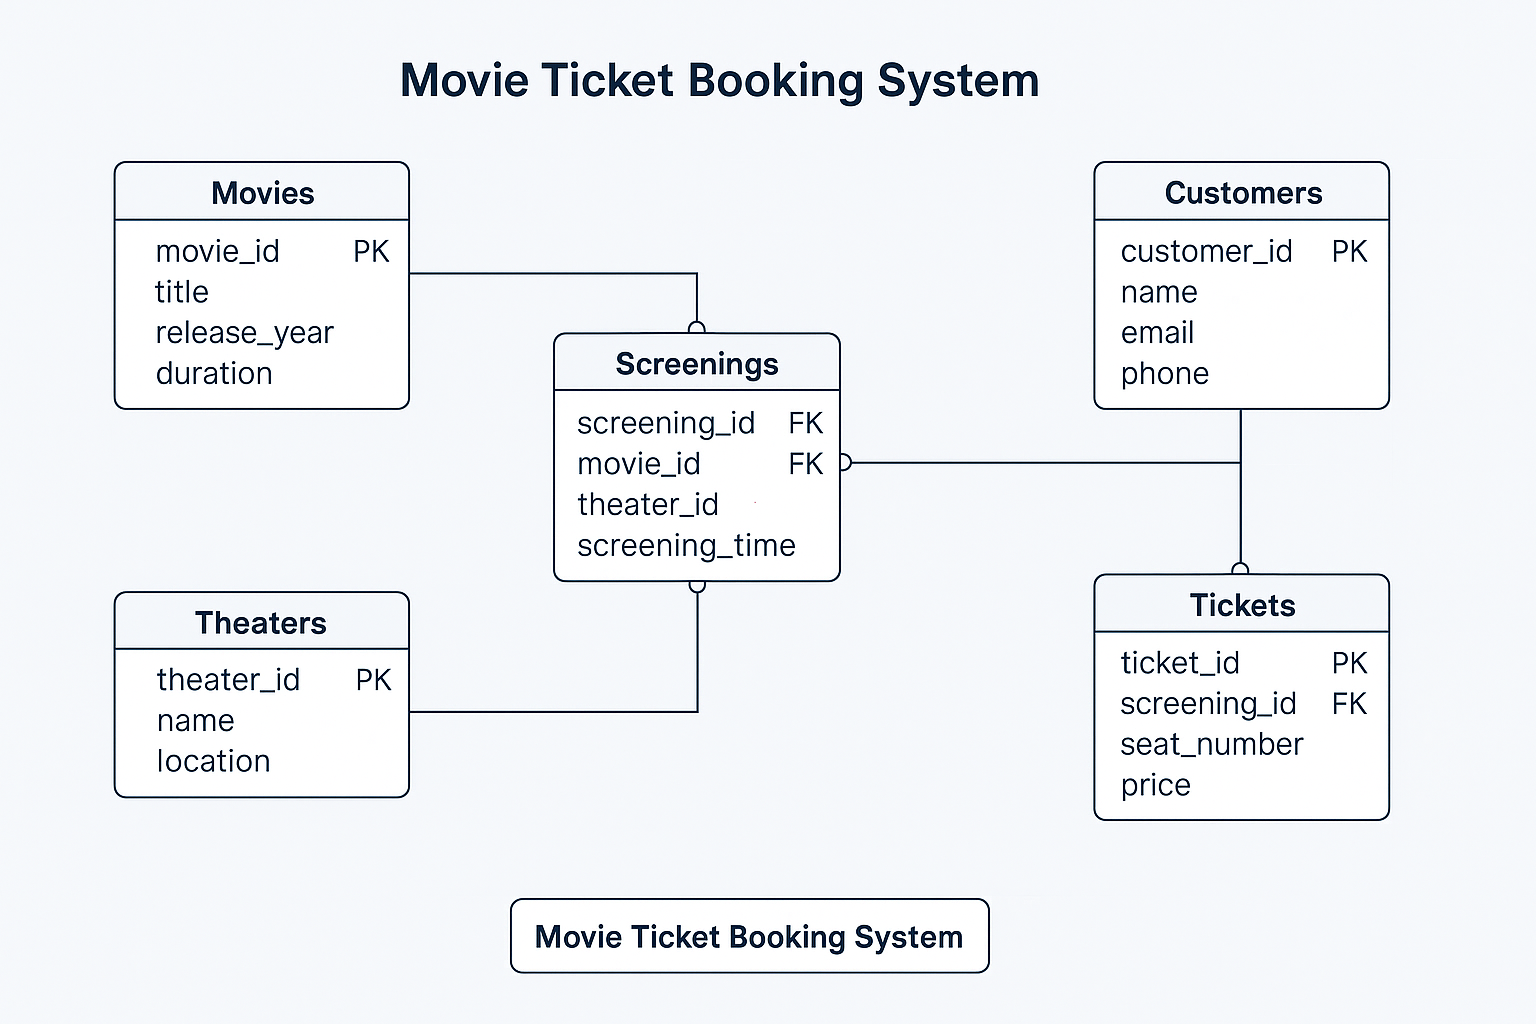 Movie Ticket Booking System
Movies
movie_id PK
title
release_year
duration
Customers
customer_id PK
name
email
phone
Screenings
screening_id FK
movie_id FK
theater_id
screening_time
Theaters
theater_id PK
name
location
Tickets
ticket_id PK
screening_id FK
seat_number
price
Movie Ticket Booking System